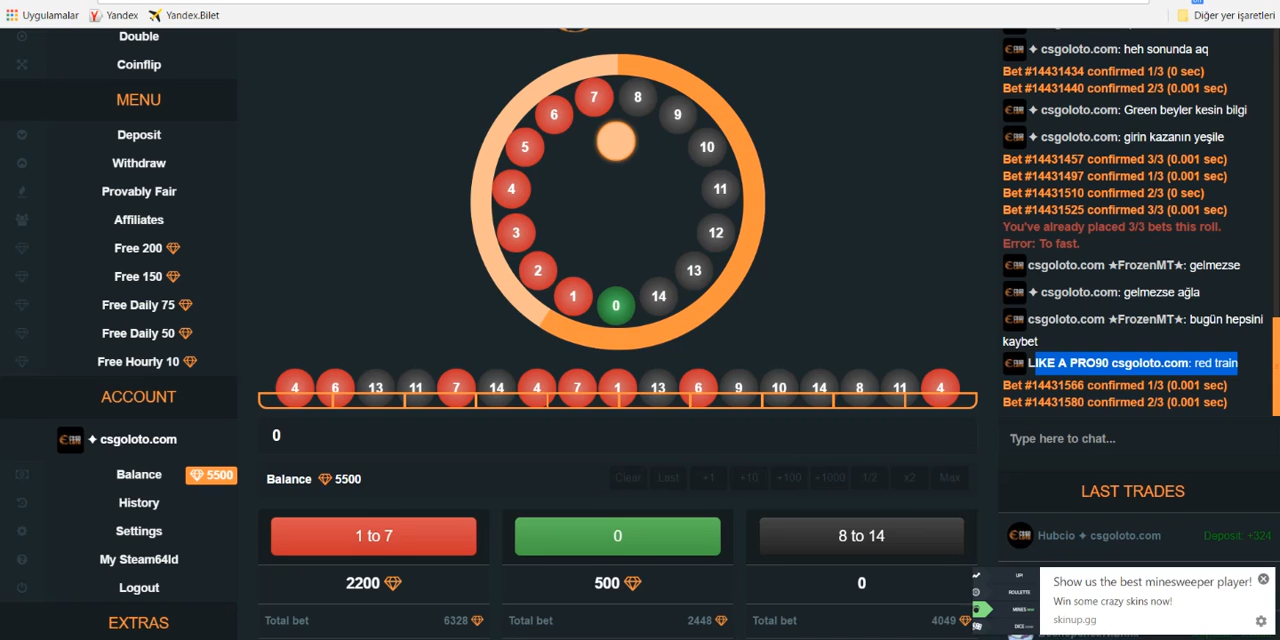 Uygulamalar Yandex Yandex.Bilet Diğer yer işaretleri
Double
Coinflip
MENU
Deposit
Withdraw
Provably Fair
Affiliates
Free 200
Free 150
Free Daily 75
Free Daily 50
Free Hourly 10
ACCOUNT
✦ csgoloto.com
Balance 5500
History
Settings
My Steam64Id
Logout
EXTRAS
7 8
6 9
5 10
4 11
3 12
2 13
1 14
0
4 6 13 11 7 14 4 7 1 13 6 9 10 14 8 11 4
0
Balance 5500 Clear Last +1 +10 +100 +1000 1/2 x2 Max
1 to 7 0 8 to 14
2200 500 0
Total bet 6328 Total bet 2448 Total bet 4049
✦ csgoloto.com: heh sonunda aq
Bet #14431434 confirmed 1/3 (0 sec)
Bet #14431440 confirmed 2/3 (0.001 sec)
✦ csgoloto.com: Green beyler kesin bilgi
✦ csgoloto.com: girin kazanın yeşile
Bet #14431457 confirmed 3/3 (0.001 sec)
Bet #14431497 confirmed 1/3 (0.001 sec)
Bet #14431510 confirmed 2/3 (0 sec)
Bet #14431525 confirmed 3/3 (0.001 sec)
You've already placed 3/3 bets this roll.
Error: To fast.
csgoloto.com ★FrozenMT★: gelmezse
✦ csgoloto.com: gelmezse ağla
csgoloto.com ★FrozenMT★: bugün hepsini
kaybet
LIKE A PRO90 csgoloto.com: red train
Bet #14431566 confirmed 1/3 (0.001 sec)
Bet #14431580 confirmed 2/3 (0.001 sec)
Type here to chat...
LAST TRADES
Hubcio ✦ csgoloto.com Deposit: +324
ROULETTE
MINES
DICE
Show us the best minesweeper player!
Win some crazy skins now!
skinup.gg